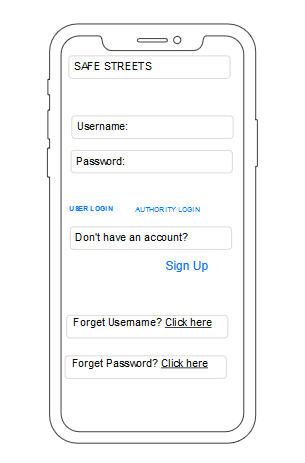 SAFE STREETS
Username:
Password:
USER LOGIN AUTHORITY LOGIN
Don't have an account?
Sign Up
Forget Username? Click here
Forget Password? Click here